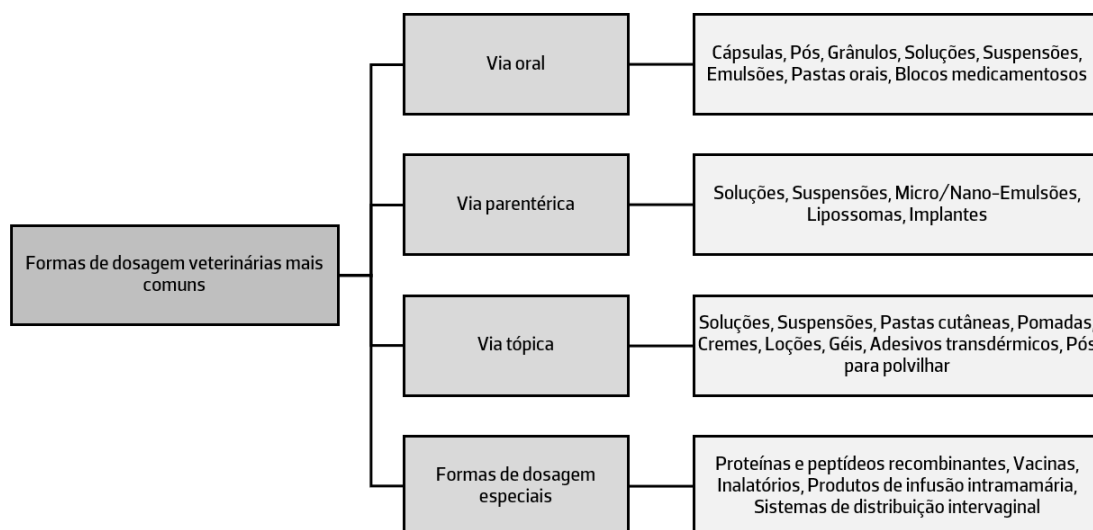 Via oral
Cápsulas, Pós, Grânulos, Soluções, Suspensões,
Emulsões, Pastas orais, Blocos medicamentosos
Via parentérica
Soluções, Suspensões, Micro/Nano-Emulsões,
Lipossomas, Implantes
Formas de dosagem veterinárias mais
comuns
Via tópica
Soluções, Suspensões, Pastas cutâneas, Pomadas,
Cremes, Loções, Géis, Adesivos transdérmicos, Pós
para polvilhar
Formas de dosagem
especiais
Proteínas e peptídeos recombinantes, Vacinas,
Inalatórios, Produtos de infusão intramamária,
Sistemas de distribuição intervaginal